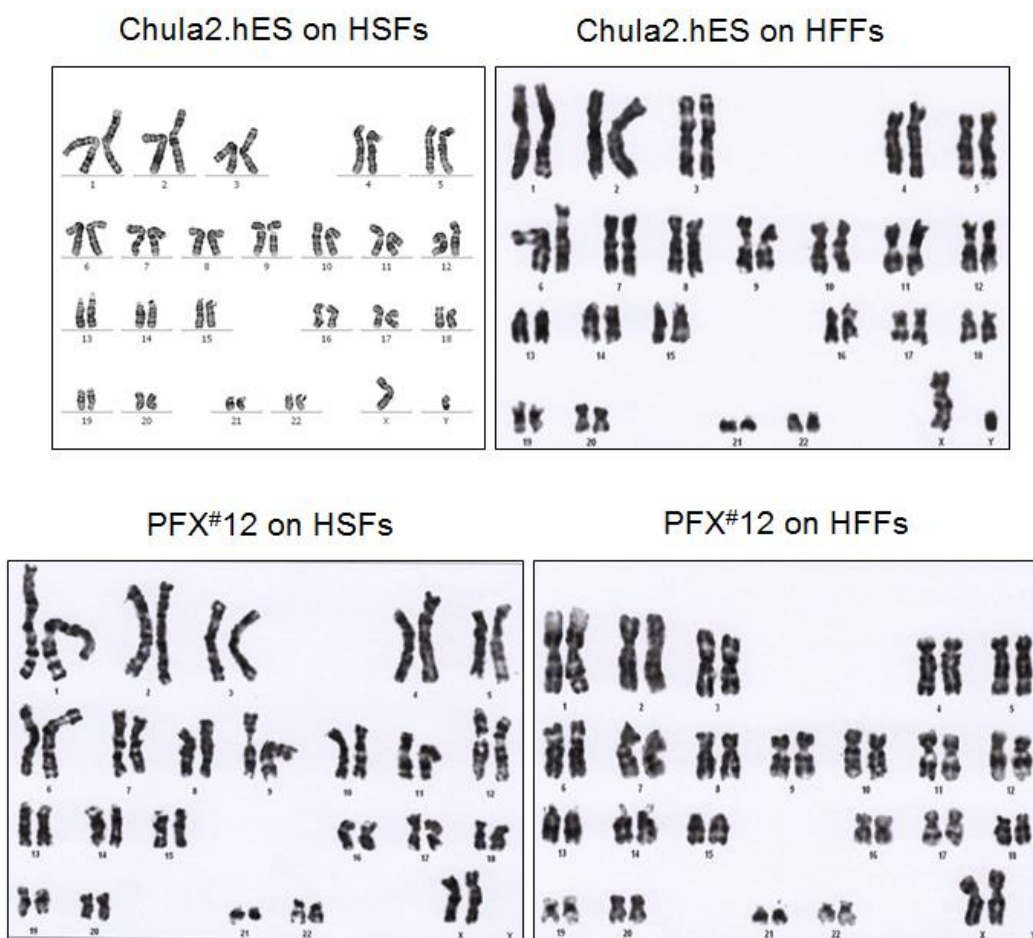 Chula2.hES on HSFs
1 2 3 4 5
6 7 8 9 10 11 12
13 14 15 16 17 18
19 20 21 22 X Y
Chula2.hES on HFFs
1 2 3 4 5
6 7 8 9 10 11 12
13 14 15 16 17 18
19 20 21 22 X Y
PFX#12 on HSFs
1 2 3 4 5
6 7 8 9 10 11 12
13 14 15 16 17 18
19 20 21 22 X Y
PFX#12 on HFFs
1 2 3 4 5
6 7 8 9 10 11 12
13 14 15 16 17 18
19 20 21 22 X